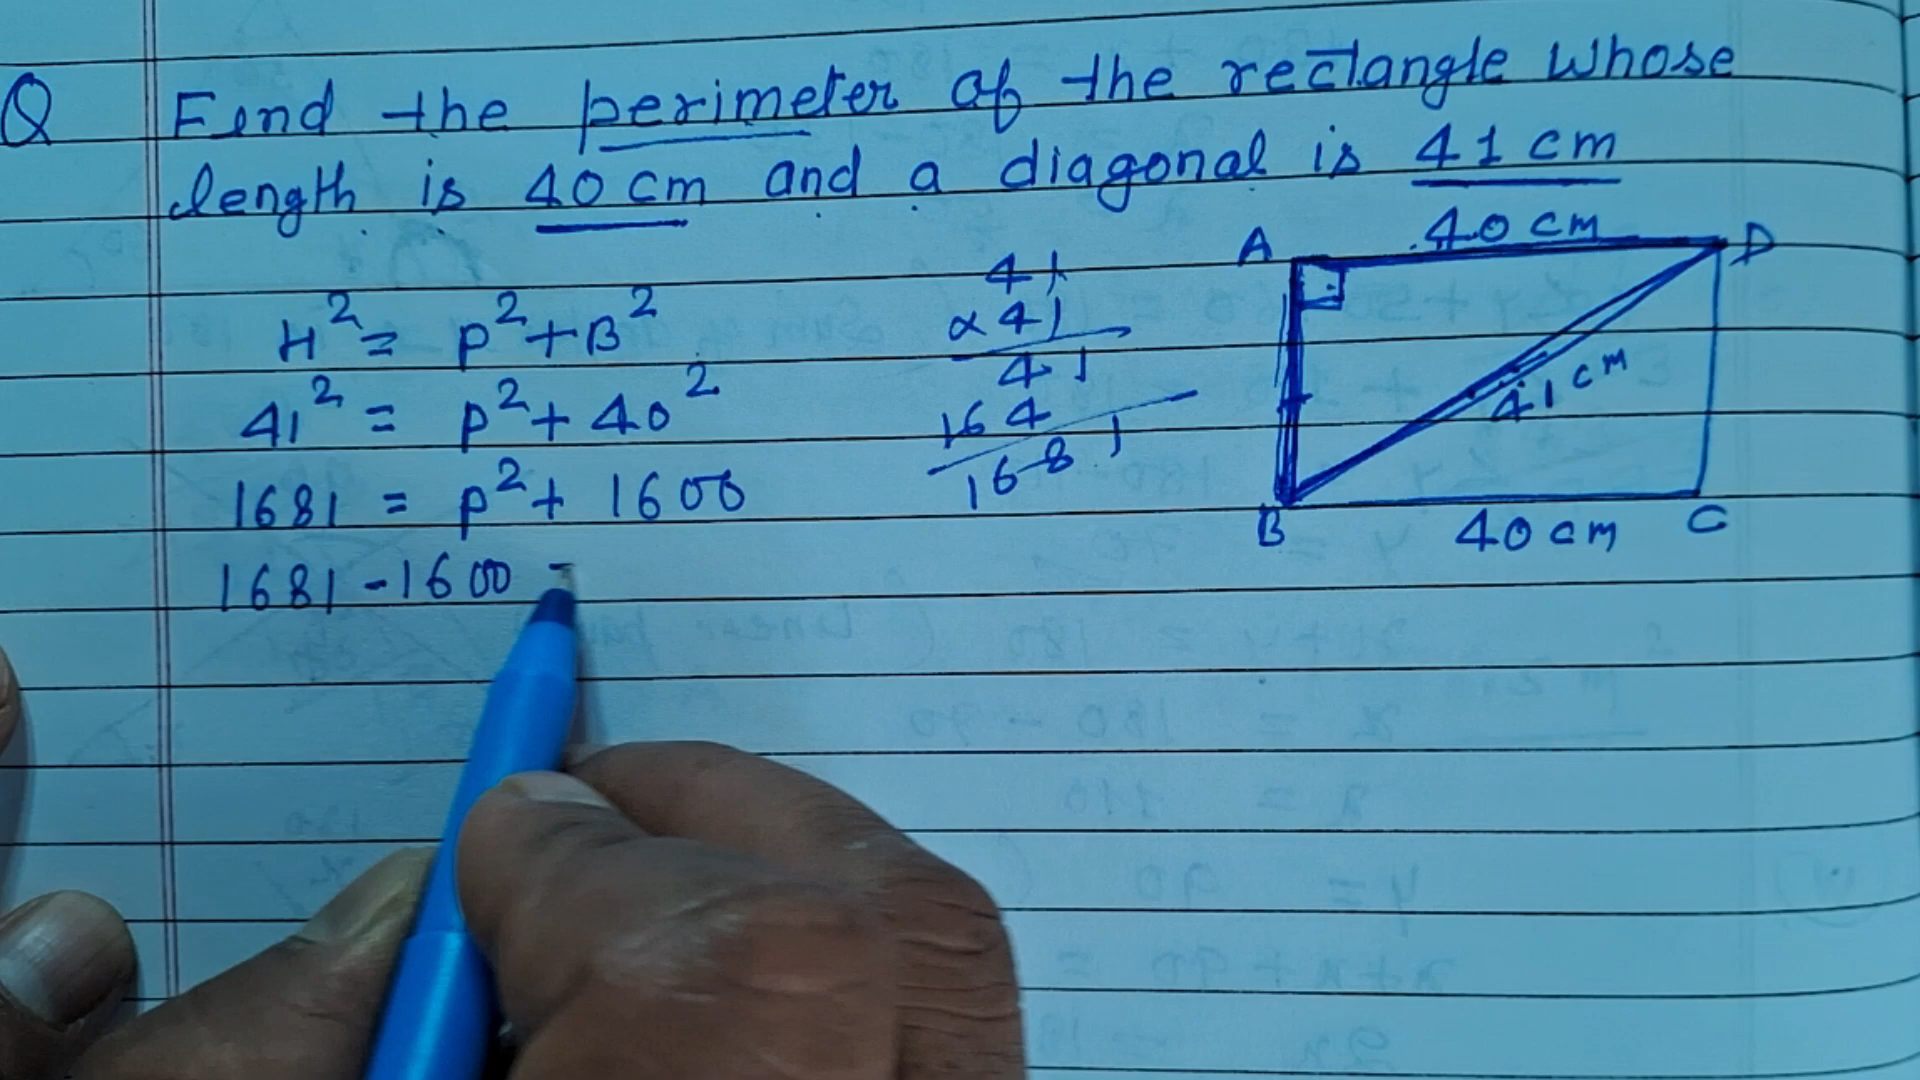 Q Find the perimeter of the rectangle whose
length is 40 cm and a diagonal is 41 cm
H² = P² + B²
41² = P² + 40²
1681 = P² + 1600
1681 - 1600 =
41
x 41
41
164
1681
A 40 cm D
41 cm
B 40 cm C